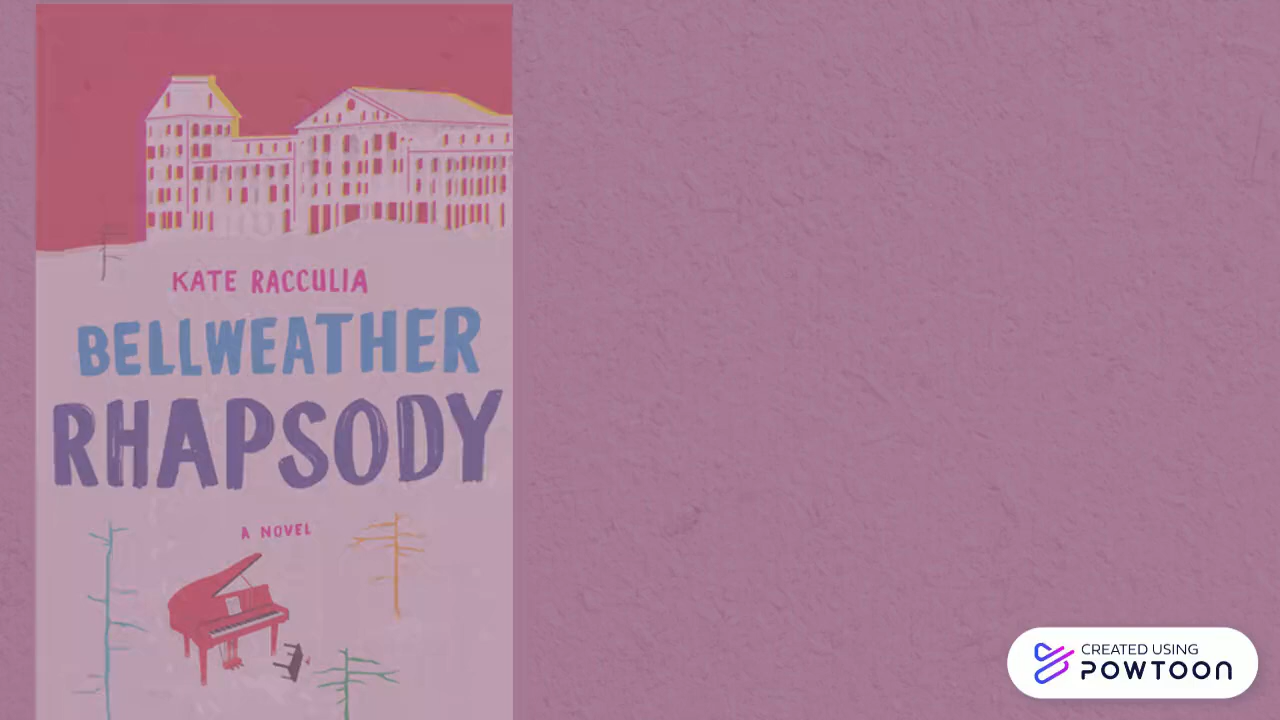 KATE RACCULIA
BELLWEATHER
RHAPSODY
A NOVEL
CREATED USING
POWTOON